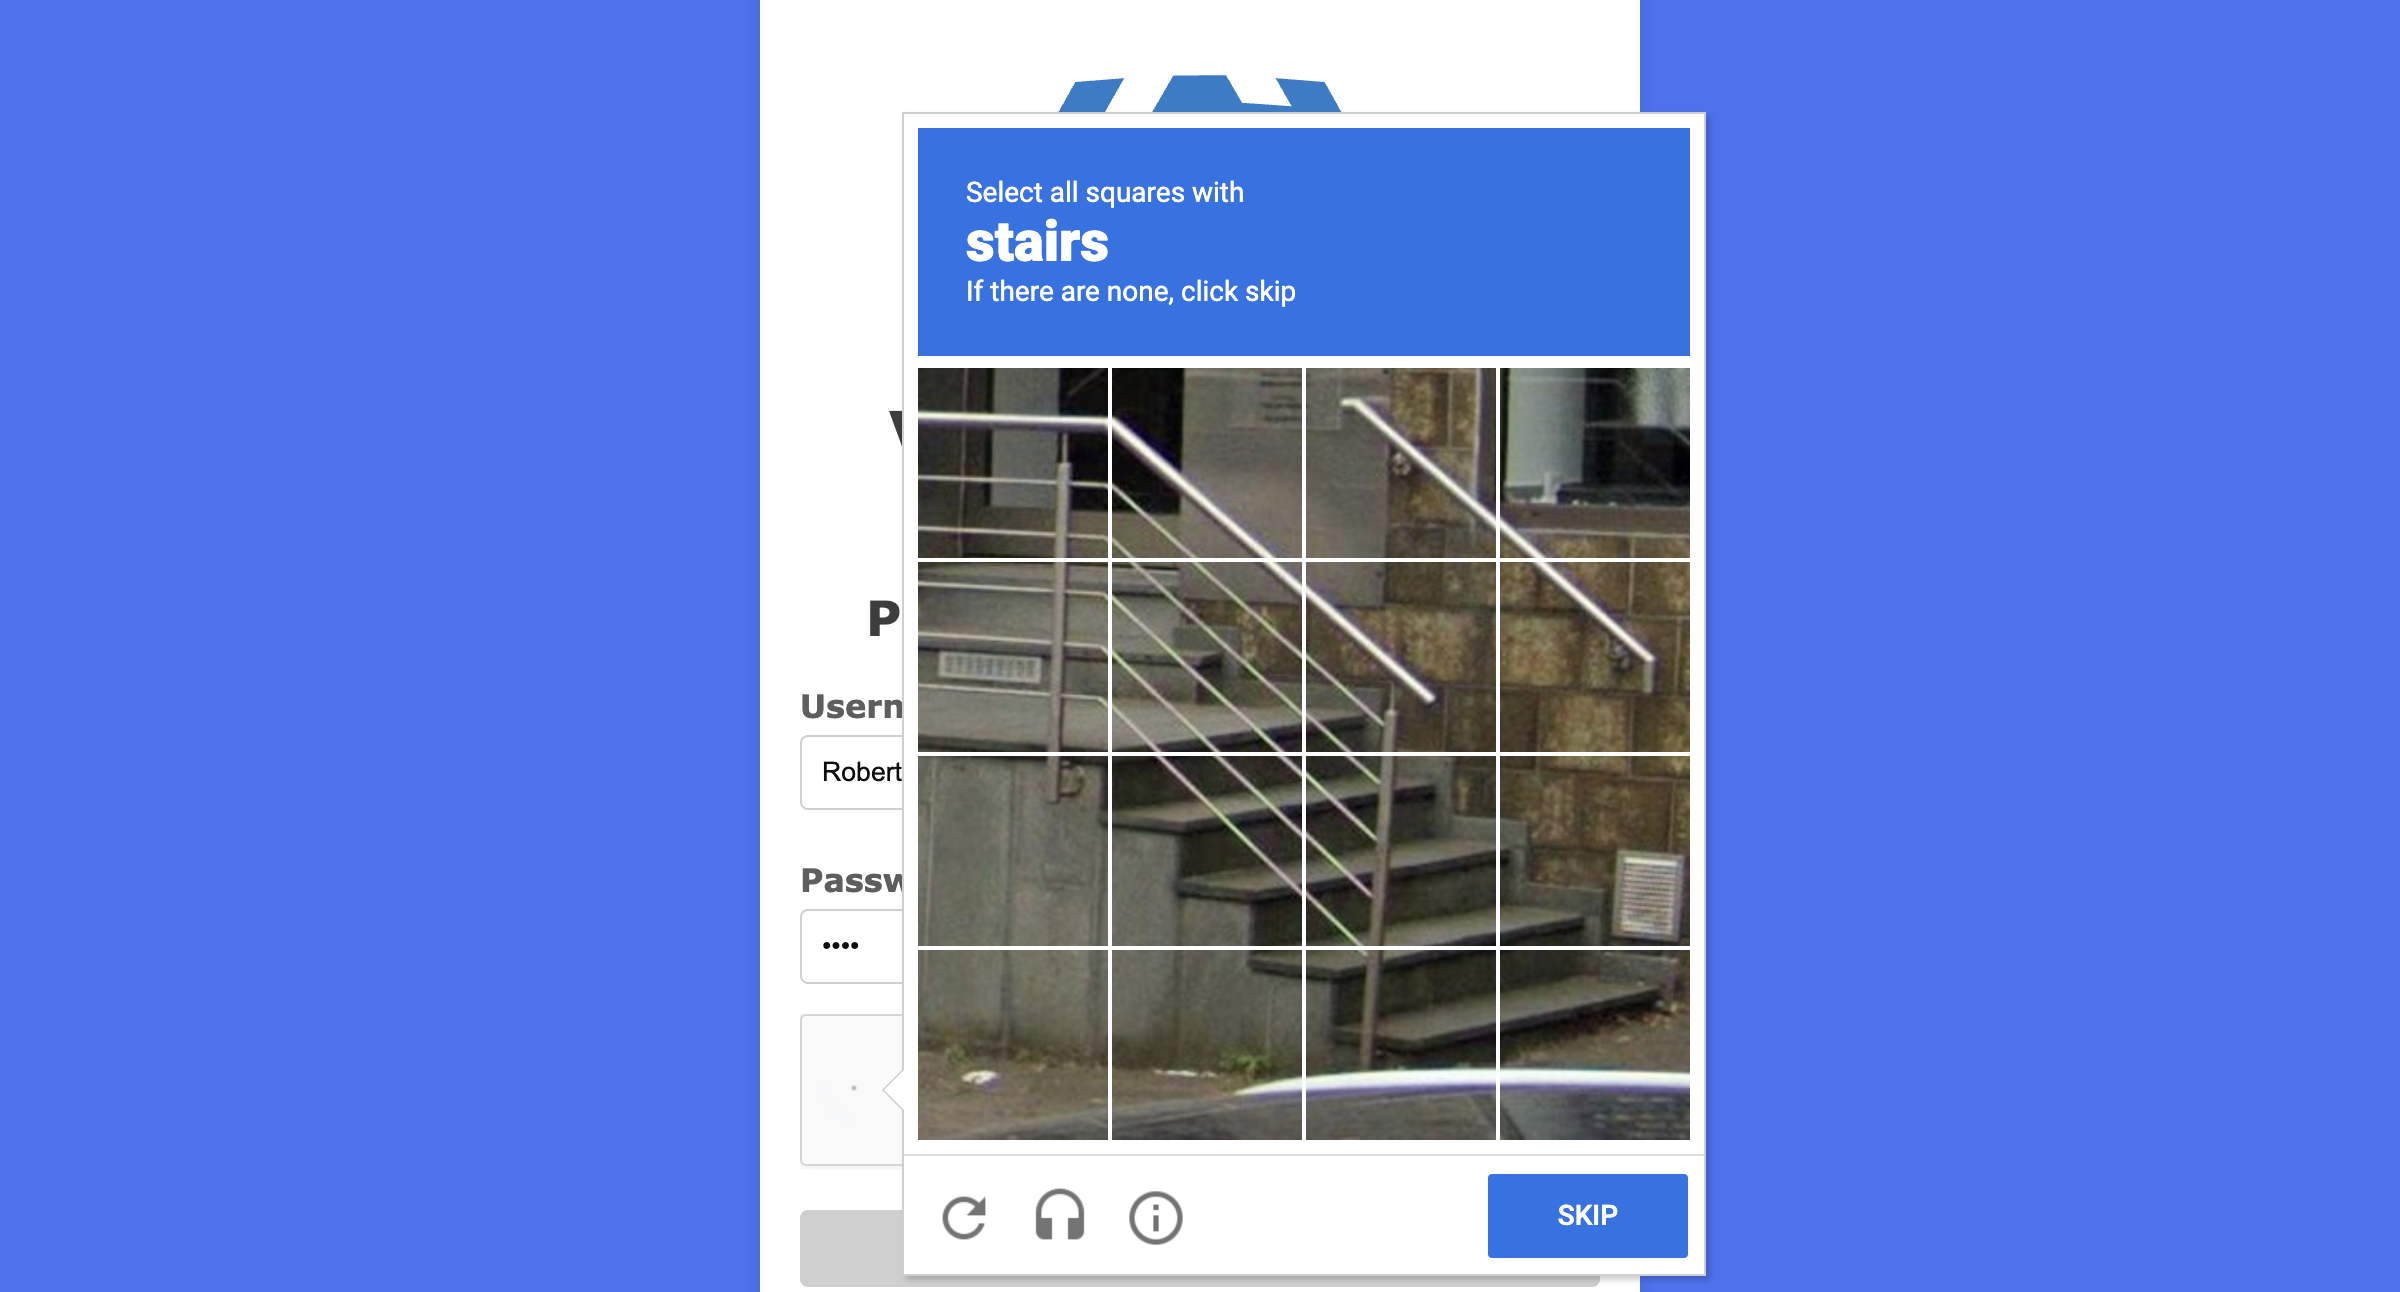 Select all squares with
stairs
If there are none, click skip
P
Usern
Robert
Passw
SKIP